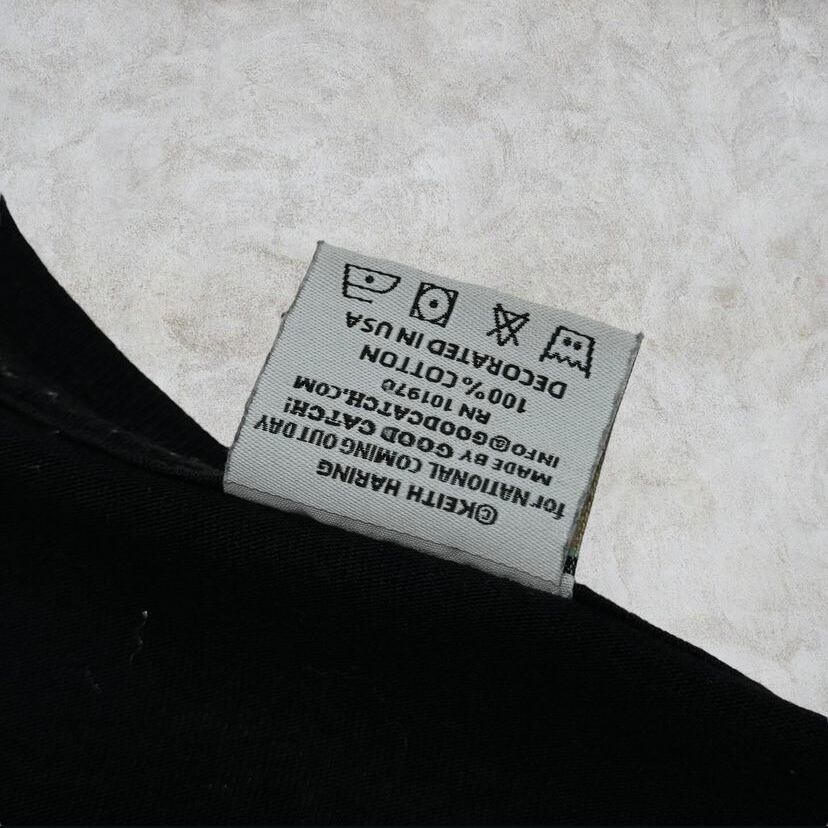 ©KEITH HARING
for NATIONAL COMING OUT DAY
MADE BY GOOD CATCH!
INFO@GOODCATCH.COM
RN 101970
100% COTTON
DECORATED IN USA